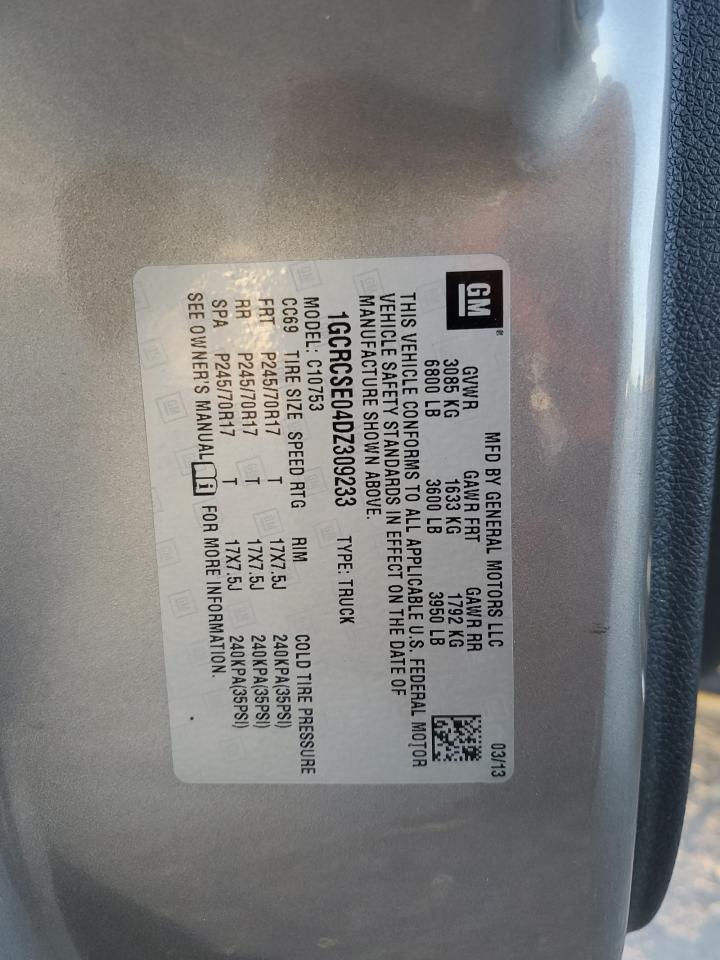 GM
MFD BY GENERAL MOTORS LLC 03/13
GVWR GAWR FRT GAWR RR
3085 KG 1633 KG 1792 KG
6800 LB 3600 LB 3950 LB
THIS VEHICLE CONFORMS TO ALL APPLICABLE U.S. FEDERAL MOTOR
VEHICLE SAFETY STANDARDS IN EFFECT ON THE DATE OF
MANUFACTURE SHOWN ABOVE.
1GCRCSE04DZ309233 TYPE: TRUCK
MODEL: C10753
CC69 TIRE SIZE SPEED RTG RIM COLD TIRE PRESSURE
FRT P245/70R17 T 17X7.5J 240KPA(35PSI)
RR P245/70R17 T 17X7.5J 240KPA(35PSI)
SPA P245/70R17 T 17X7.5J 240KPA(35PSI)
SEE OWNER'S MANUAL i FOR MORE INFORMATION.